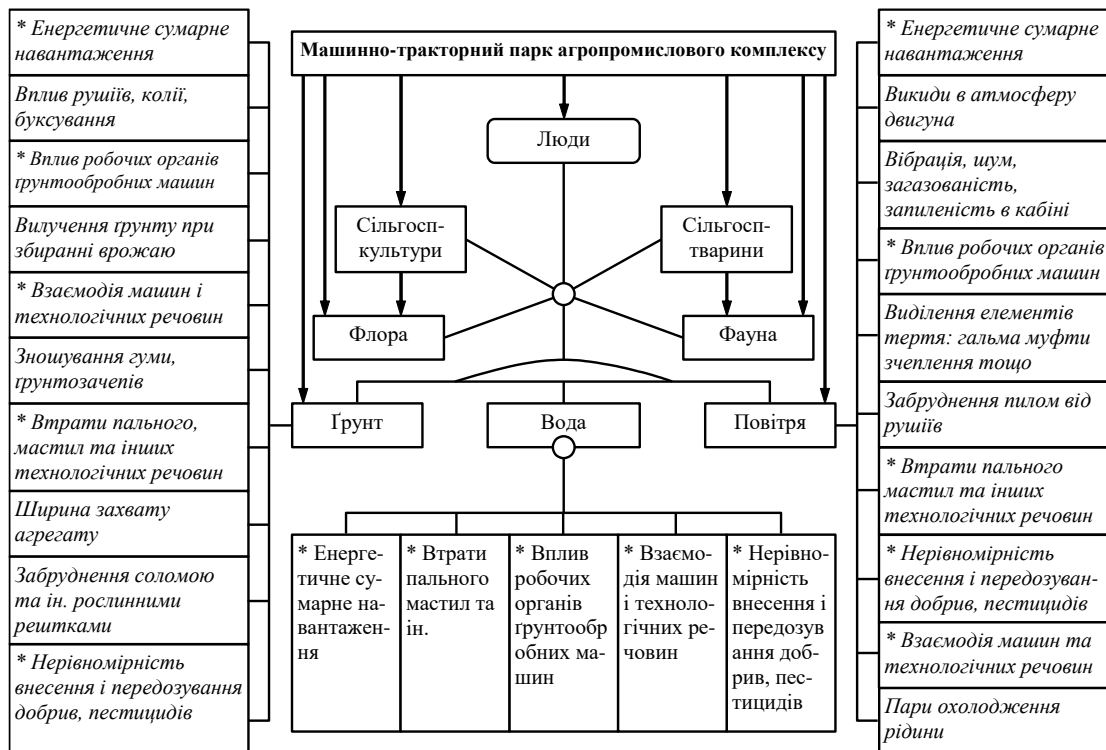 * Енергетичне сумарне
навантаження
Вплив рушіїв, колії,
буксування
* Вплив робочих органів
ґрунтообробних машин
Вилучення ґрунту при
збиранні врожаю
* Взаємодія машин і
технологічних речовин
Зношування гуми,
ґрунтозачепів
* Втрати пального,
мастил та інших
технологічних речовин
Ширина захвату
агрегату
Забруднення соломою
та ін. рослинними
рештками
* Нерівномірність
внесення і передозування
добрив, пестицидів
Машинно-тракторний парк агропромислового комплексу
Люди
Сільгосп-
культури
Сільгосп-
тварини
Флора
Фауна
Ґрунт
Вода
Повітря
* Енерге-
тичне су-
марне на-
вантажен-
ня
* Втрати
пального
мастил та
ін.
* Вплив
робочих
органів
ґрунтообр
обних ма-
шин
* Взаємо-
дія машин
і техноло-
гічних ре-
човин
* Нерівно-
мірність
внесення і
передозув
ання доб-
рив, пес-
тицидів
* Енергетичне сумарне
навантаження
Викиди в атмосферу
двигуна
Вібрація, шум,
загазованість,
запиленість в кабіні
* Вплив робочих органів
ґрунтообробних машин
Виділення елементів
тертя: гальма муфти
зчеплення тощо
Забруднення пилом від
рушіїв
* Втрати пального
мастил та інших
технологічних речовин
* Нерівномірність
внесення і передозуван-
ня добрив, пестицидів
* Взаємодія машин та
технологічних речовин
Пари охолодження
рідини